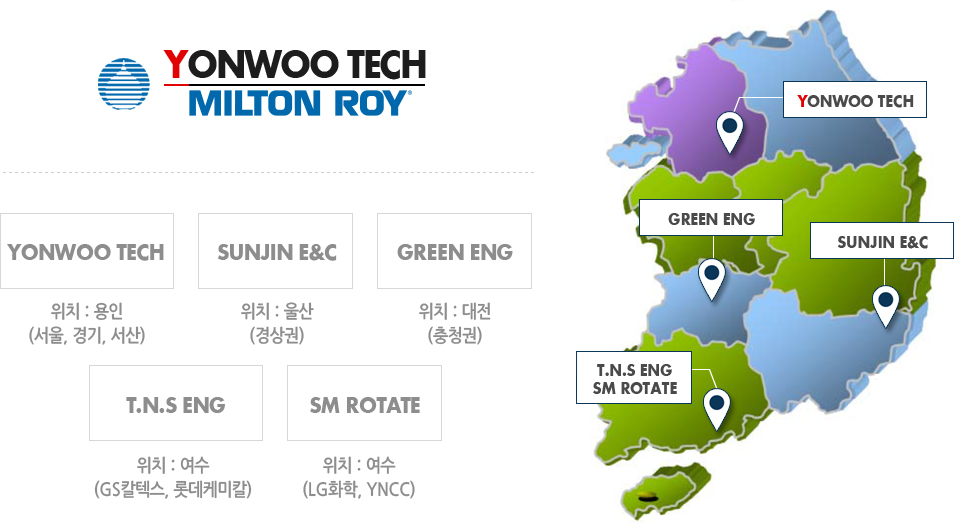 YONWOO TECH
MILTON ROY®
YONWOO TECH
SUNJIN E&C
GREEN ENG
위치 : 용인
(서울, 경기, 서산)
위치 : 울산
(경상권)
위치 : 대전
(충청권)
T.N.S ENG
SM ROTATE
위치 : 여수
(GS칼텍스, 롯데케미칼)
위치 : 여수
(LG화학, YNCC)
YONWOO TECH
GREEN ENG
SUNJIN E&C
T.N.S ENG
SM ROTATE